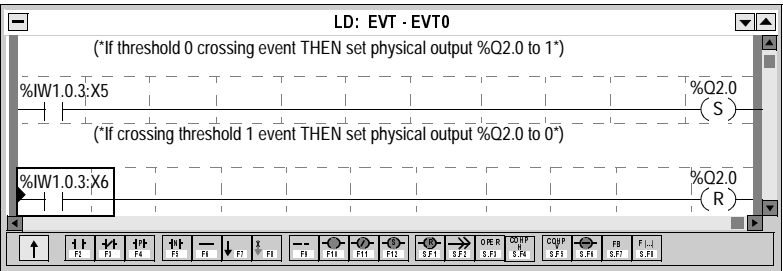 LD: EVT - EVT0
(*If threshold 0 crossing event THEN set physical output %Q2.0 to 1*)
%IW1.0.3:X5 %Q2.0
S
(*If crossing threshold 1 event THEN set physical output %Q2.0 to 0*)
%IW1.0.3:X6 %Q2.0
R
P N S R OPER COMP H COMP V FB F (...)
F2 F3 F4 F5 F6 F7 F8 F9 F10 F11 F12 S.F1 S.F2 S.F3 S.F4 S.F5 S.F6 S.F7 S.F8